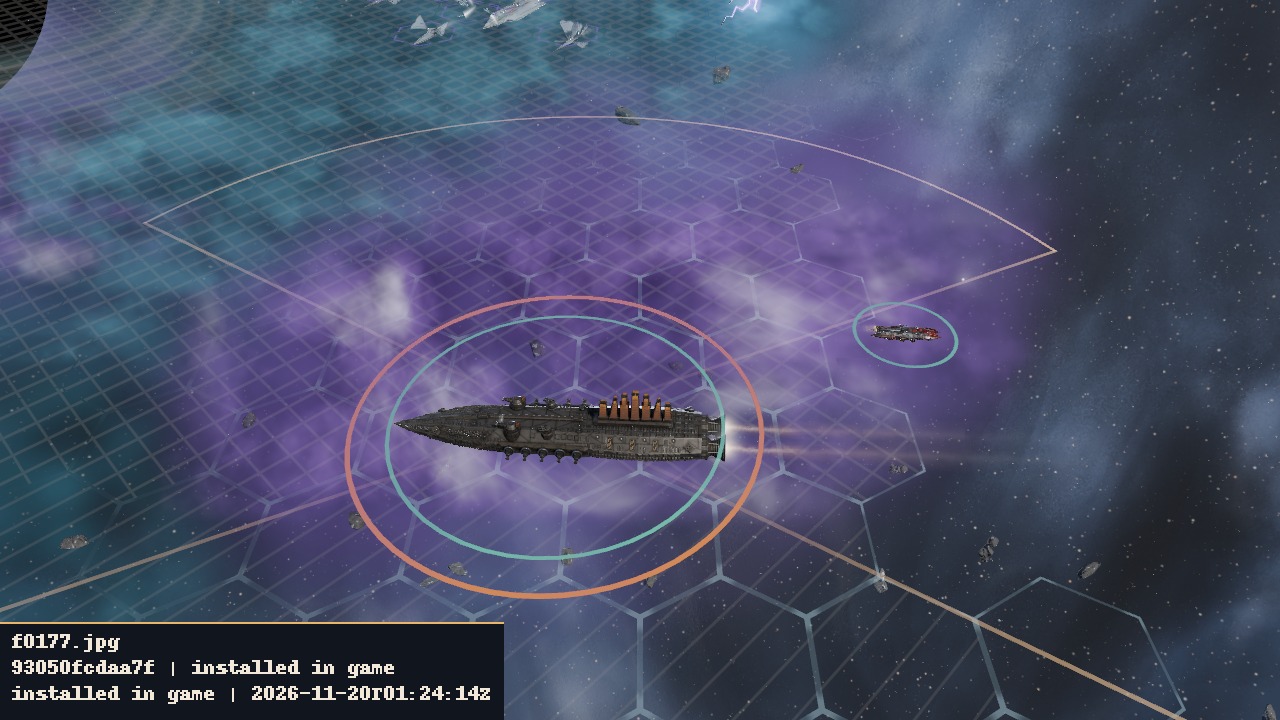 f0177.jpg
93050fcdaa7f | installed in game
installed in game | 2026-11-20T01:24:14Z